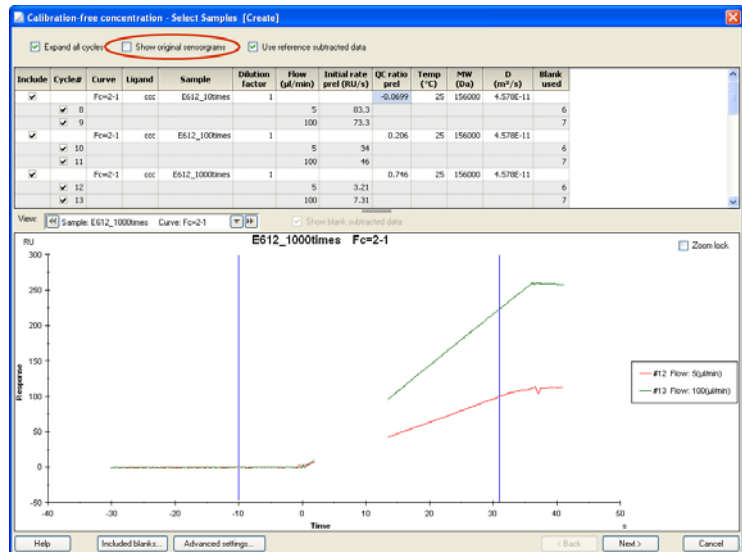 Calibration-free concentration - Select Samples [Create]
Expand all cycles Show original sensorgrams Use reference subtracted data
Include Cycle# Curve Ligand Sample Dilution factor Flow (µl/min) Initial rate prel (RU/s) QC ratio prel Temp (°C) MW (Da) D (m²/s) Blank used
Fc=2-1 ccc E612_10times 1 -0.0699 25 156000 4.578E-11
8 5 83.3 6
9 100 73.3 7
Fc=2-1 ccc E612_100times 1 0.206 25 156000 4.578E-11
10 5 34 6
11 100 46 7
Fc=2-1 ccc E612_1000times 1 0.746 25 156000 4.578E-11
12 5 3.21 6
13 100 7.31 7
View: Sample: E612_1000times Curve: Fc=2-1 Show blank subtracted data
E612_1000times Fc=2-1
Zoom lock
RU
300
250
200
150
100
50
0
-50
Response
-40 -30 -20 -10 0 10 20 30 40 50
Time s
#12 Flow: 5(µl/min)
#13 Flow: 100(µl/min)
Help Included blanks... Advanced settings... < Back Next > Cancel